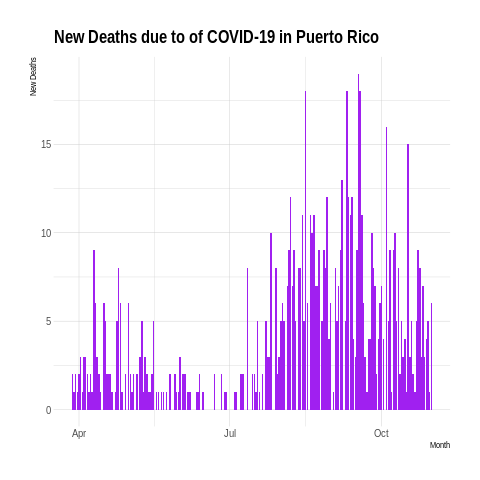 New Deaths due to of COVID-19 in Puerto Rico
New Deaths
15
10
5
0
Apr
Jul
Oct
Month